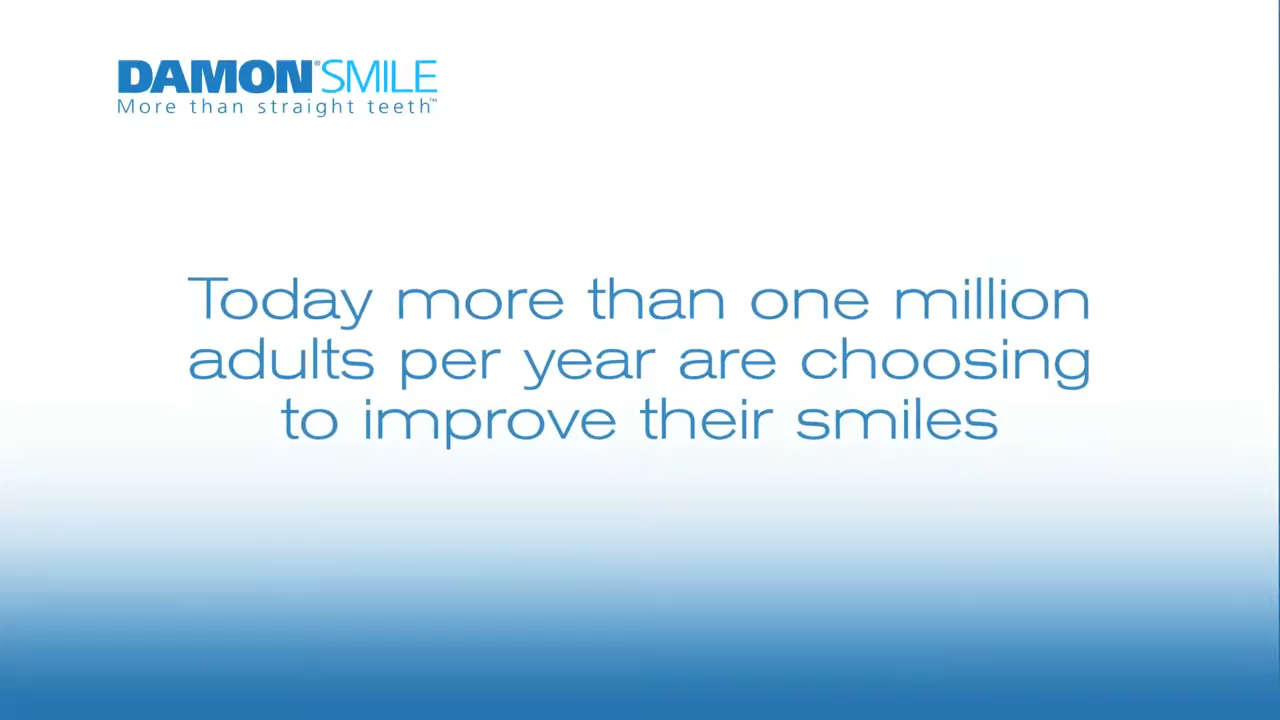 DAMON® SMILE
More than straight teeth™
Today more than one million
adults per year are choosing
to improve their smiles